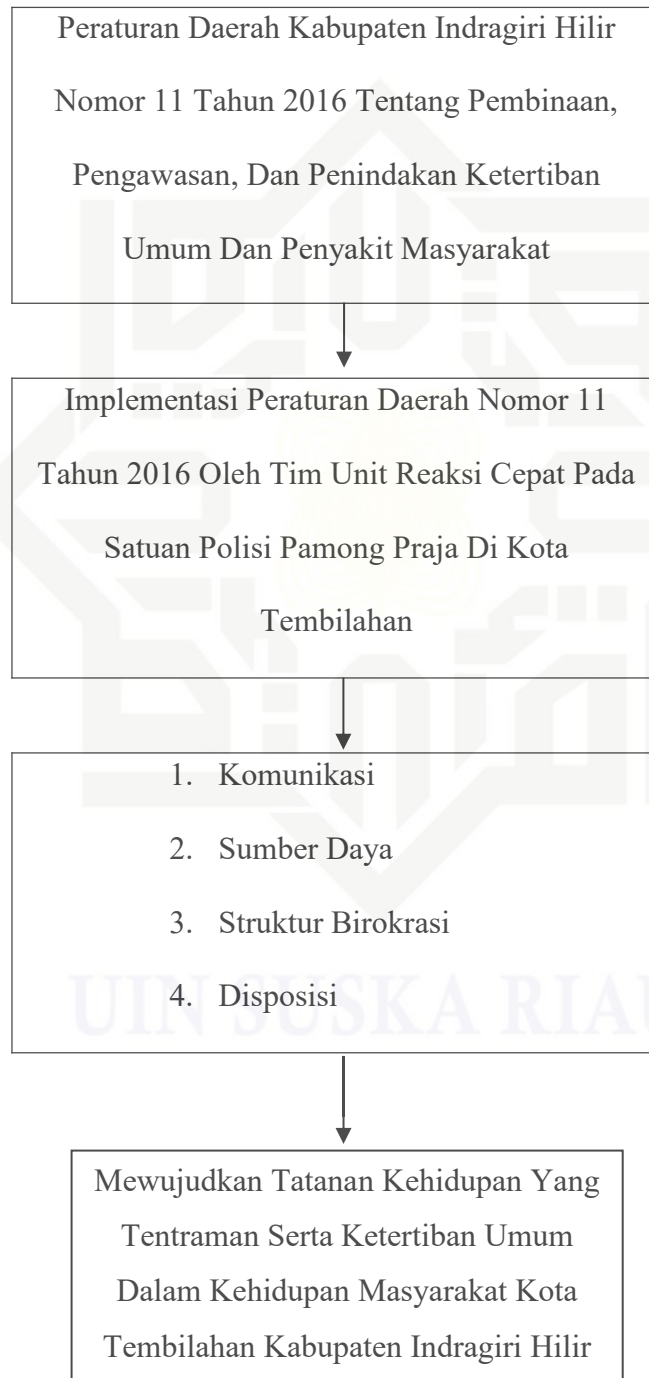 Peraturan Daerah Kabupaten Indragiri Hilir
Nomor 11 Tahun 2016 Tentang Pembinaan,
Pengawasan, Dan Penindakan Ketertiban
Umum Dan Penyakit Masyarakat
Implementasi Peraturan Daerah Nomor 11
Tahun 2016 Oleh Tim Unit Reaksi Cepat Pada
Satuan Polisi Pamong Praja Di Kota
Tembilahan
1. Komunikasi
2. Sumber Daya
3. Struktur Birokrasi
4. Disposisi
UIN SUSKA RIAU
Mewujudkan Tatanan Kehidupan Yang
Tentraman Serta Ketertiban Umum
Dalam Kehidupan Masyarakat Kota
Tembilahan Kabupaten Indragiri Hilir